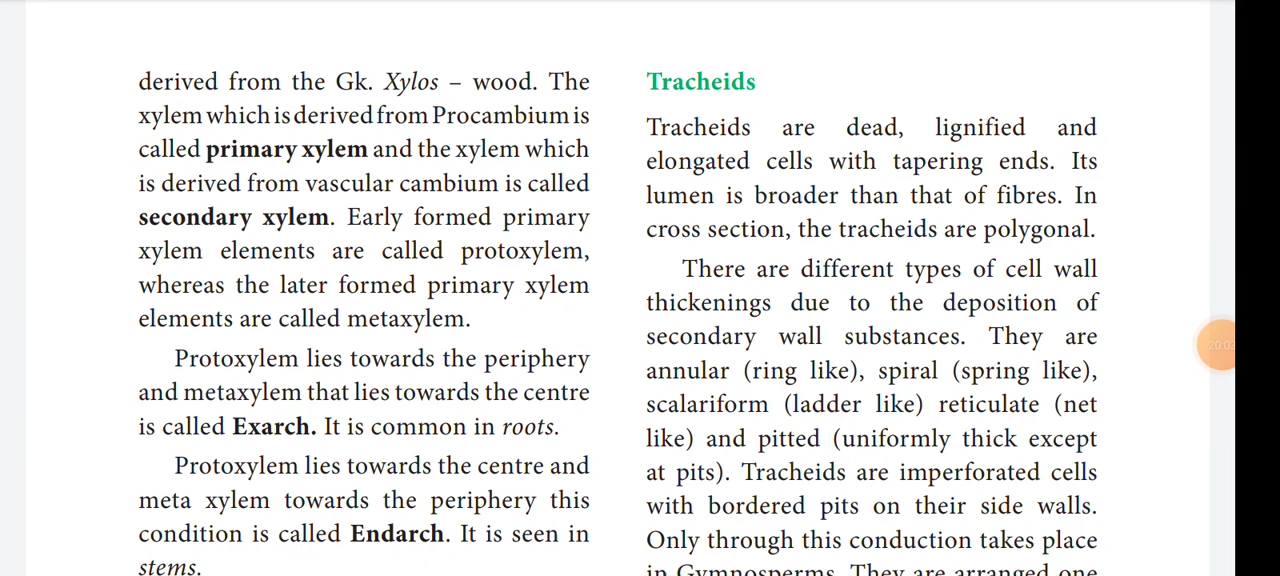 derived from the Gk. Xylos – wood. The
xylem which is derived from Procambium is
called primary xylem and the xylem which
is derived from vascular cambium is called
secondary xylem. Early formed primary
xylem elements are called protoxylem,
whereas the later formed primary xylem
elements are called metaxylem.
Protoxylem lies towards the periphery
and metaxylem that lies towards the centre
is called Exarch. It is common in roots.
Protoxylem lies towards the centre and
meta xylem towards the periphery this
condition is called Endarch. It is seen in
stems.
Tracheids
Tracheids are dead, lignified and
elongated cells with tapering ends. Its
lumen is broader than that of fibres. In
cross section, the tracheids are polygonal.
There are different types of cell wall
thickenings due to the deposition of
secondary wall substances. They are
annular (ring like), spiral (spring like),
scalariform (ladder like) reticulate (net
like) and pitted (uniformly thick except
at pits). Tracheids are imperforated cells
with bordered pits on their side walls.
Only through this conduction takes place
in Gymnosperms. They are arranged one
20:03